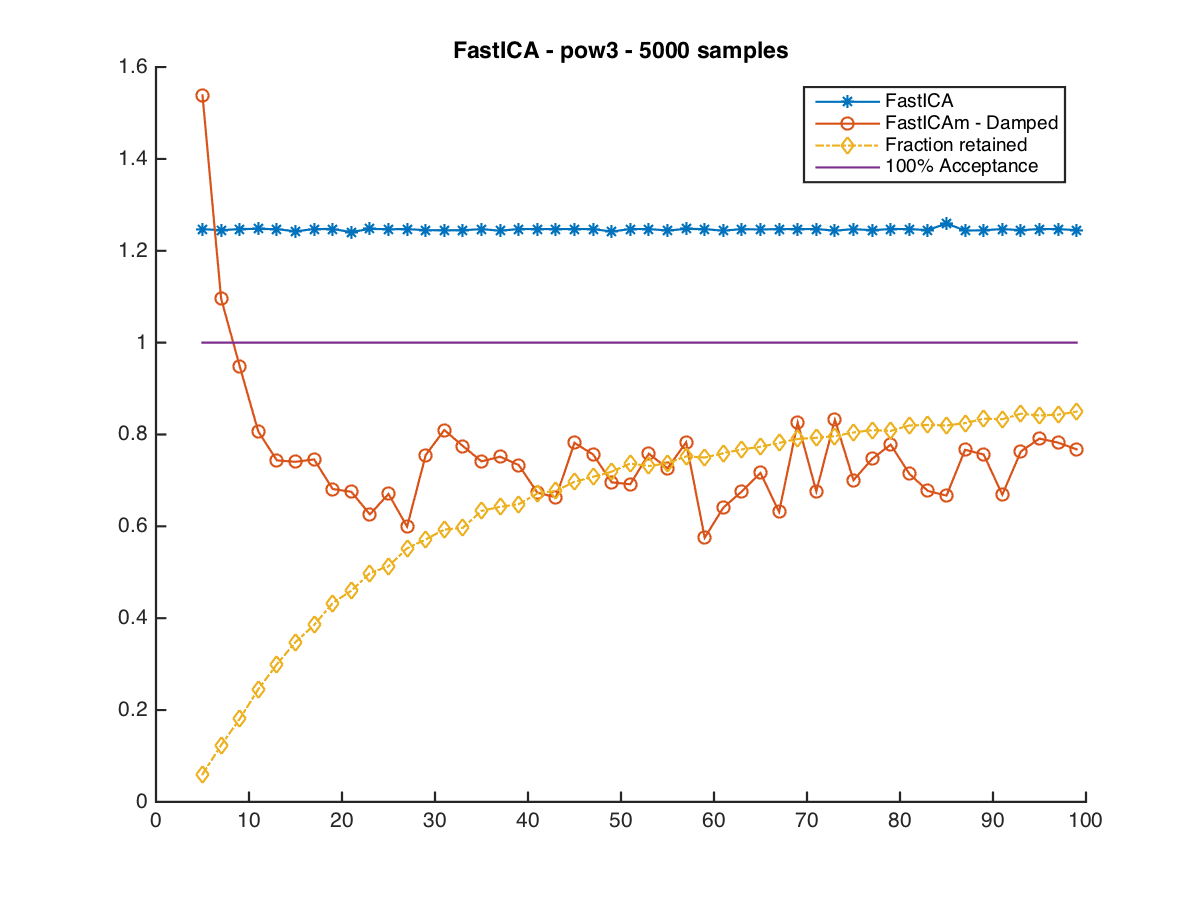 FastICA - pow3 - 5000 samples
1.6
1.4
1.2
1
0.8
0.6
0.4
0.2
0
FastICA
FastICAm - Damped
Fraction retained
100% Acceptance
0 10 20 30 40 50 60 70 80 90 100